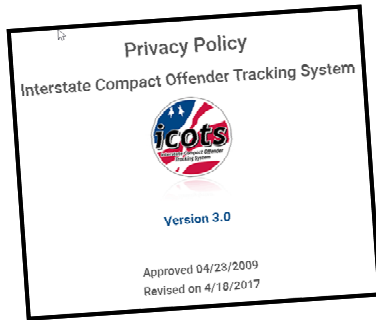 Privacy Policy
Interstate Compact Offender Tracking System
icots
Interstate Compact Offender
Tracking System
Version 3.0
Approved 04/23/2009
Revised on 4/18/2017